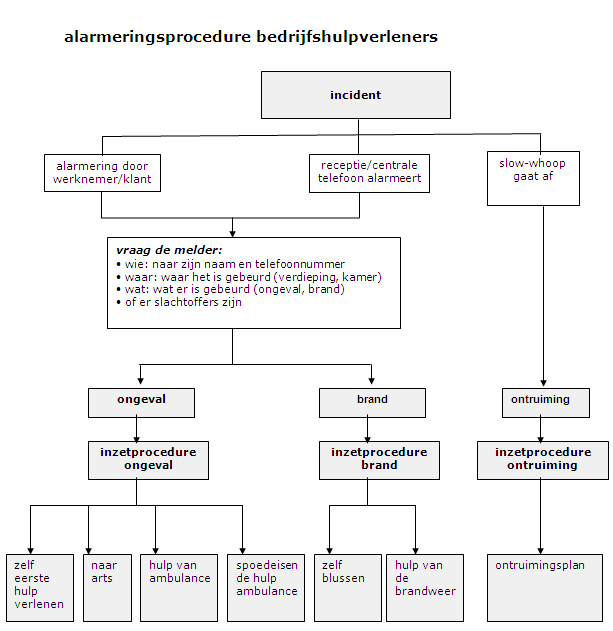 alarmeringsprocedure bedrijfshulpverleners
incident
alarmering door
werknemer/klant
receptie/centrale
telefoon alarmeert
slow-whoop
gaat af
vraag de melder:
• wie: naar zijn naam en telefoonnummer
• waar: waar het is gebeurd (verdieping, kamer)
• wat: wat er is gebeurd (ongeval, brand)
• of er slachtoffers zijn
ongeval
brand
ontruiming
inzetprocedure
ongeval
inzetprocedure
brand
inzetprocedure
ontruiming
zelf
eerste
hulp
verlenen
naar
arts
hulp van
ambulance
spoedeisen
de hulp
ambulance
zelf
blussen
hulp van
de
brandweer
ontruimingsplan